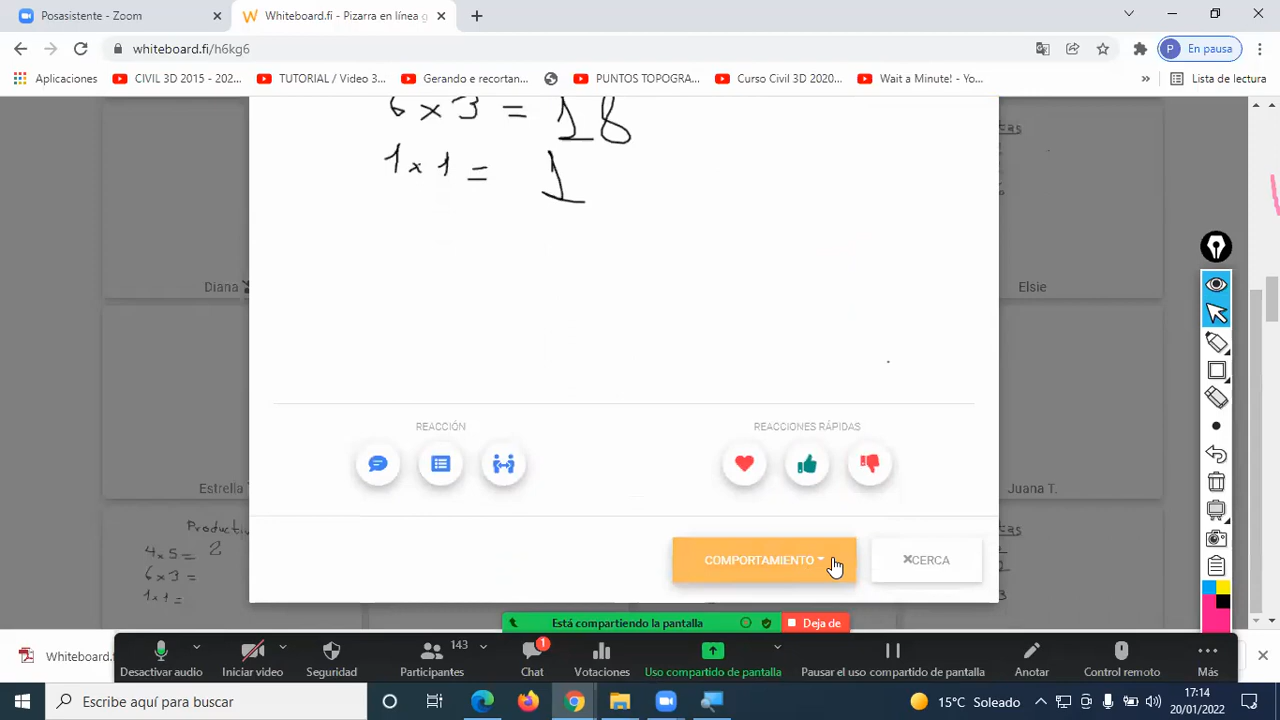 Posasistente - Zoom
Whiteboard.fi - Pizarra en línea g
whiteboard.fi/h6kg6
En pausa
Aplicaciones
CIVIL 3D 2015 - 202...
TUTORIAL / Video 3...
Gerando e recortan...
PUNTOS TOPOGRA...
Curso Civil 3D 2020...
Wait a Minute! - Yo...
»
Lista de lectura
6 x 3 = 18
1 x 1 = 1
Diana
Elsie
REACCIÓN
REACCIONES RÁPIDAS
Estrella
Juana T.
4 x 5 = 2
6 x 3 =
1 x 1 =
COMPORTAMIENTO
CERCA
Está compartiendo la pantalla
Deja de
Whiteboard.f
Desactivar audio
Iniciar video
Seguridad
143
Participantes
1
Chat
Votaciones
Uso compartido de pantalla
Pausar el uso compartido de pantalla
Anotar
Control remoto
Más
Escribe aquí para buscar
15°C Soleado
17:14
20/01/2022